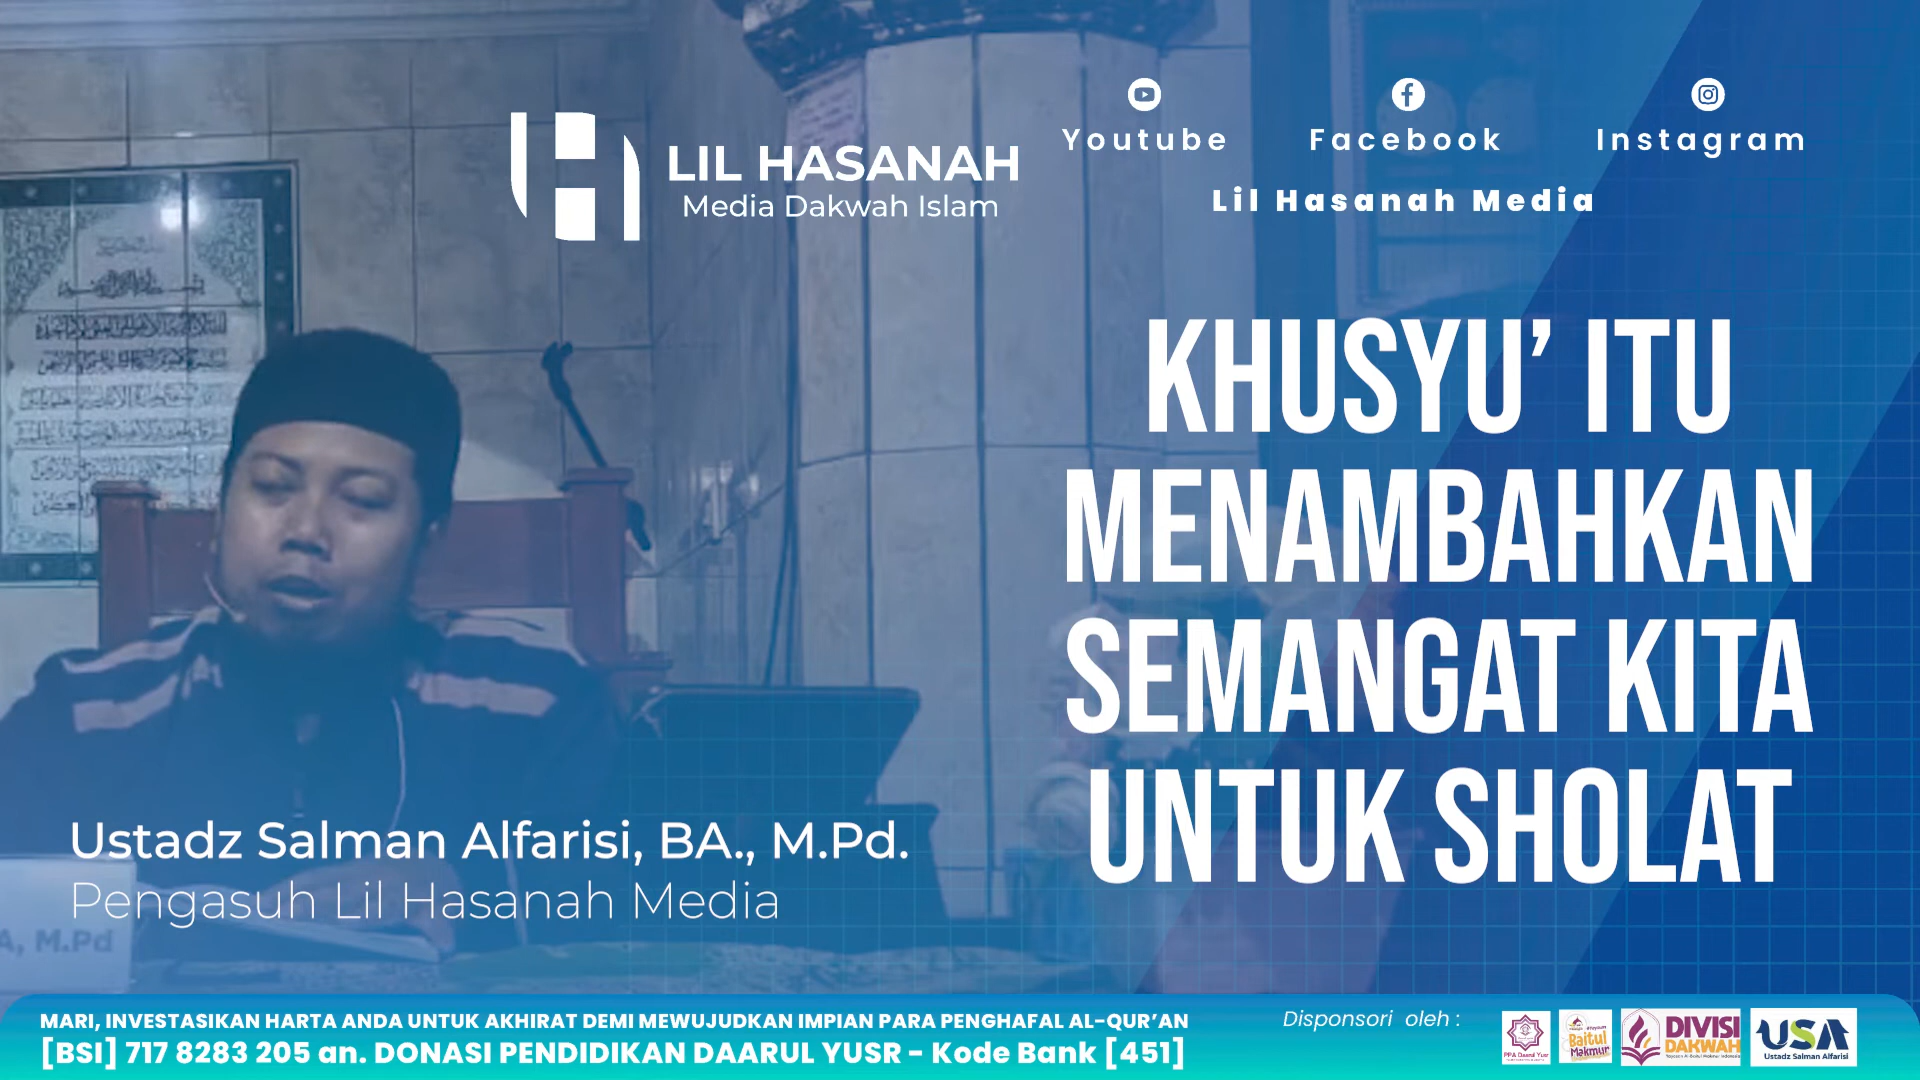 LIL HASANAH
Media Dakwah Islam
Youtube
Facebook
Instagram
Lil Hasanah Media
KHUSYU’ ITU
MENAMBAHKAN
SEMANGAT KITA
UNTUK SHOLAT
Ustadz Salman Alfarisi, BA., M.Pd.
Pengasuh Lil Hasanah Media
A, M.Pd
MARI, INVESTASIKAN HARTA ANDA UNTUK AKHIRAT DEMI MEWUJUDKAN IMPIAN PARA PENGHAFAL AL-QUR’AN
[BSI] 717 8283 205 an. DONASI PENDIDIKAN DAARUL YUSR - Kode Bank [451]
Disponsori oleh :
PPA Daarul Yusr
Baitul
Makmur
DIVISI
DAKWAH
USA
Ustadz Salman Alfarisi